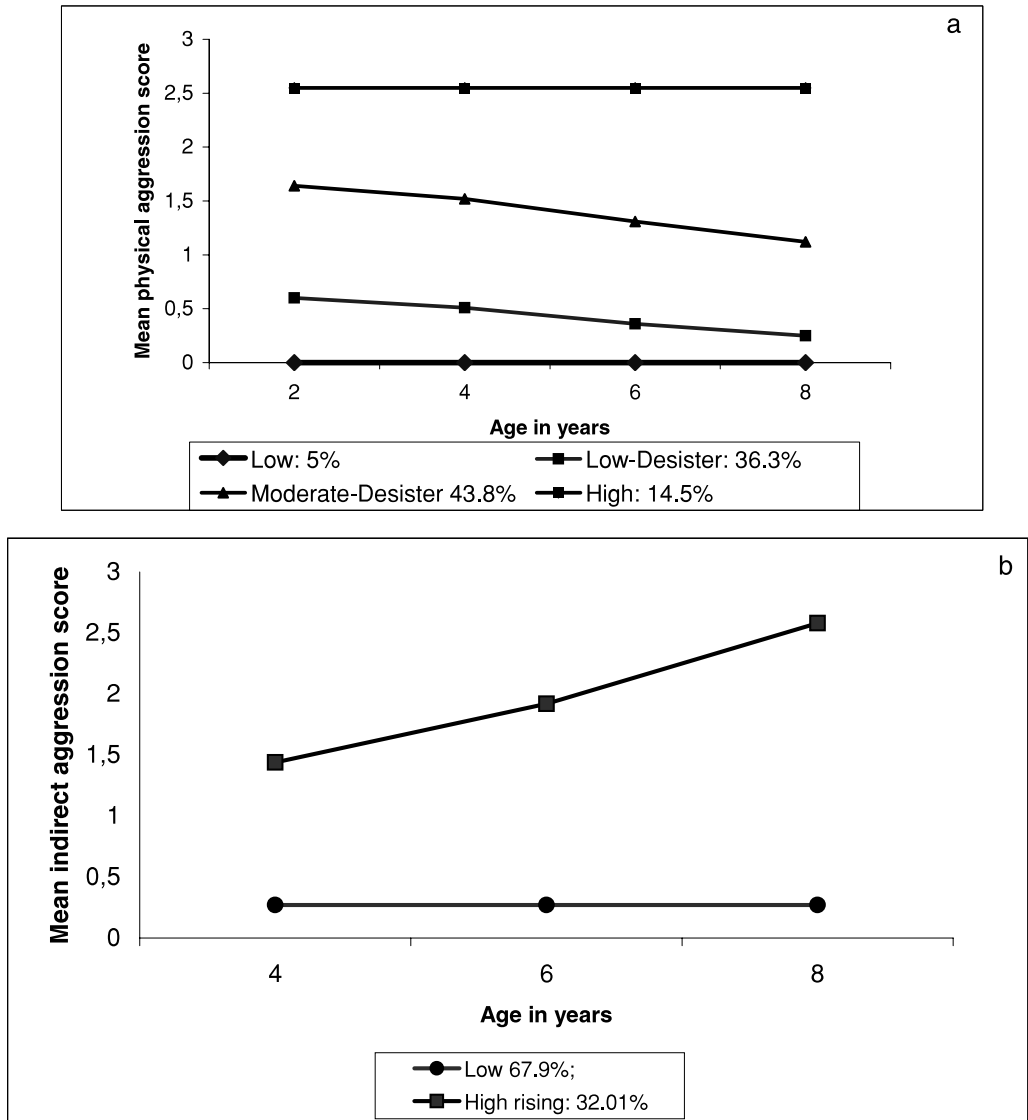 a
Mean physical aggression score
3
2,5
2
1,5
1
0,5
0
2 4 6 8
Age in years
Low: 5% Low-Desister: 36.3%
Moderate-Desister 43.8% High: 14.5%
b
Mean indirect aggression score
3
2,5
2
1,5
1
0,5
0
4 6 8
Age in years
Low 67.9%;
High rising: 32.01%